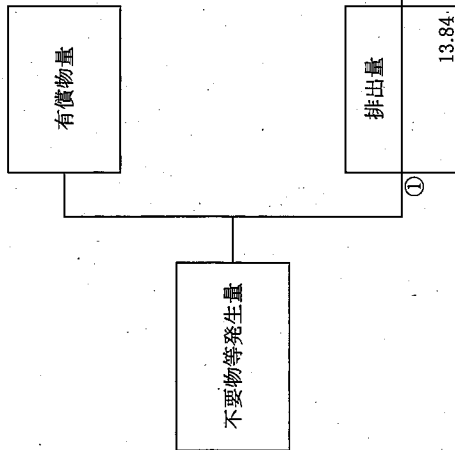 不要物等発生量
有償物量
①
排出量
13.84